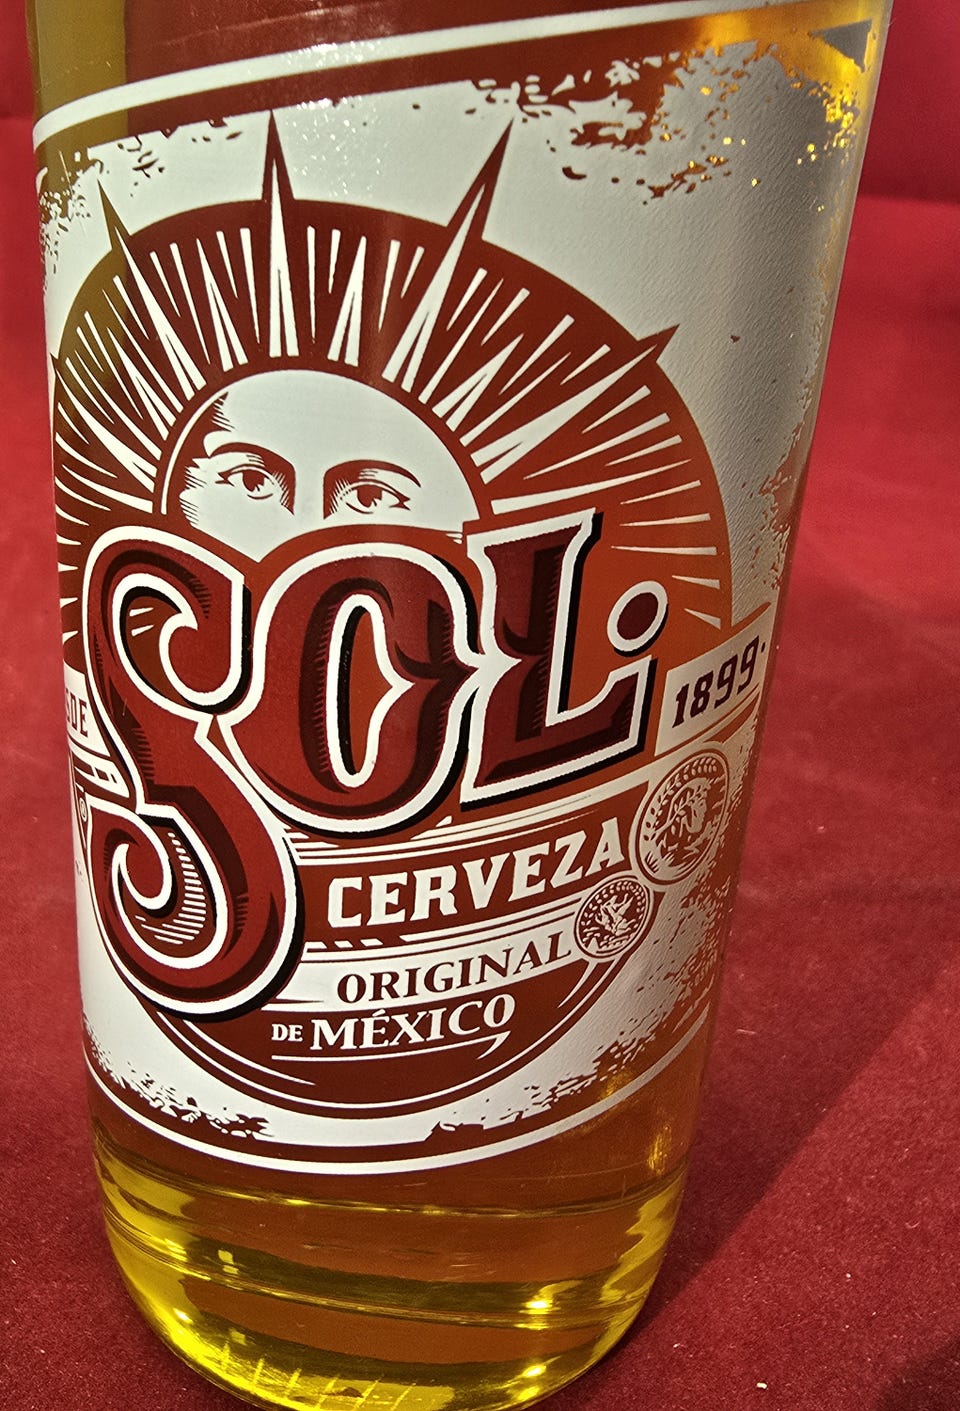 SOL.
1899.
CERVEZA
ORIGINAL
DE MÉXICO